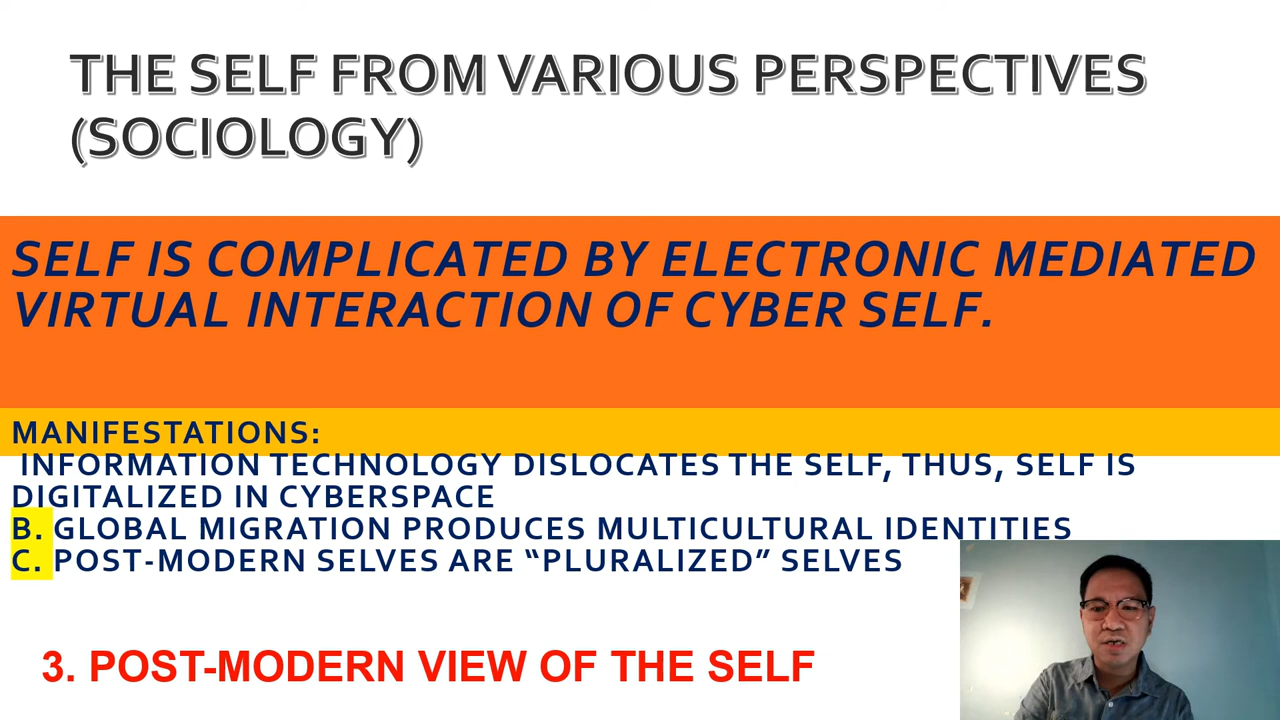 THE SELF FROM VARIOUS PERSPECTIVES
(SOCIOLOGY)
SELF IS COMPLICATED BY ELECTRONIC MEDIATED
VIRTUAL INTERACTION OF CYBER SELF.
MANIFESTATIONS:
INFORMATION TECHNOLOGY DISLOCATES THE SELF, THUS, SELF IS
DIGITALIZED IN CYBERSPACE
B. GLOBAL MIGRATION PRODUCES MULTICULTURAL IDENTITIES
C. POST-MODERN SELVES ARE “PLURALIZED” SELVES
3. POST-MODERN VIEW OF THE SELF